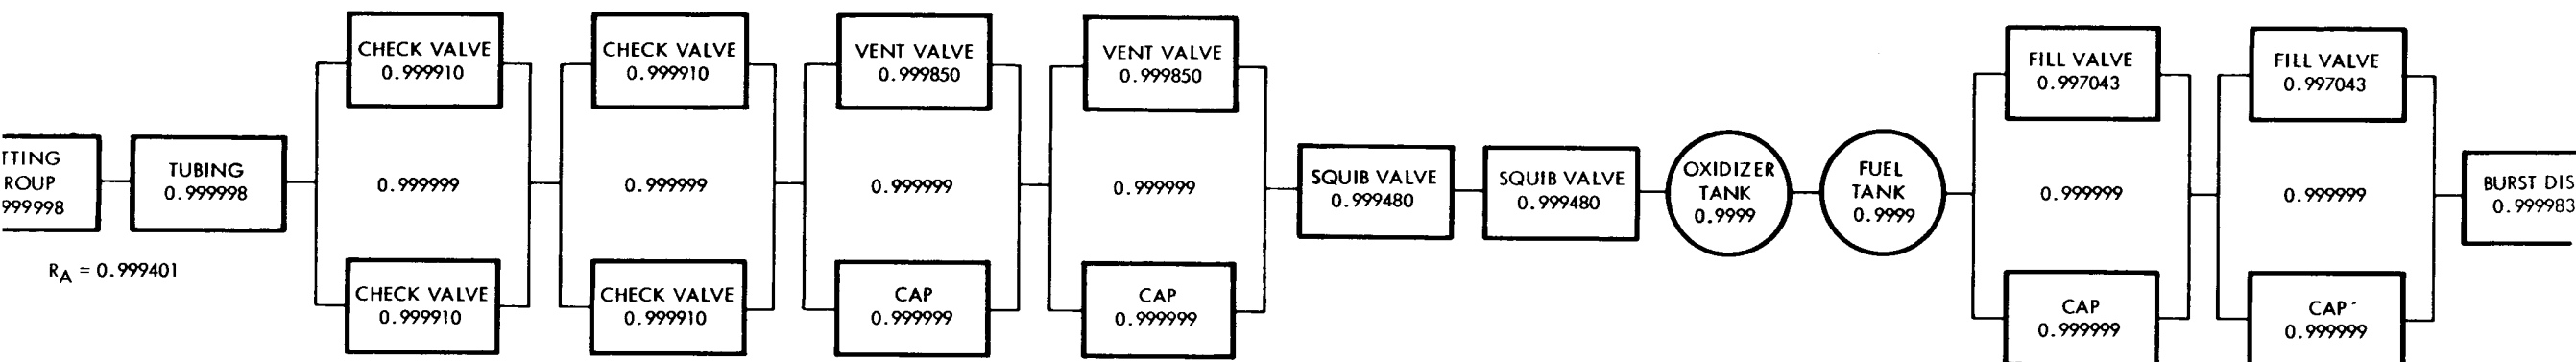 TTING
ROUP
999998
R_A = 0.999401
TUBING
0.999998
CHECK VALVE
0.999910
0.999999
CHECK VALVE
0.999910
CHECK VALVE
0.999910
0.999999
CHECK VALVE
0.999910
VENT VALVE
0.999850
0.999999
CAP
0.999999
VENT VALVE
0.999850
0.999999
CAP
0.999999
SQUIB VALVE
0.999480
SQUIB VALVE
0.999480
OXIDIZER
TANK
0.9999
FUEL
TANK
0.9999
FILL VALVE
0.997043
0.999999
CAP
0.999999
FILL VALVE
0.997043
0.999999
CAP
0.999999
BURST DIS
0.999983